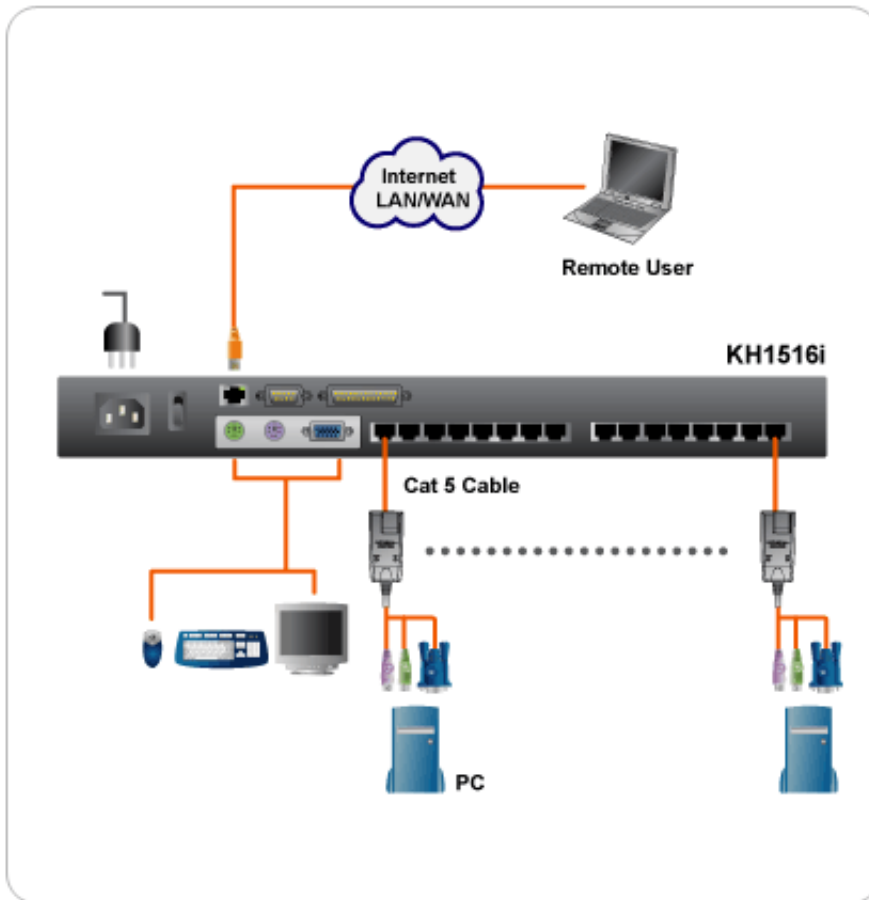 Internet
LAN/WAN
Remote User
KH1516i
Cat 5 Cable
PC